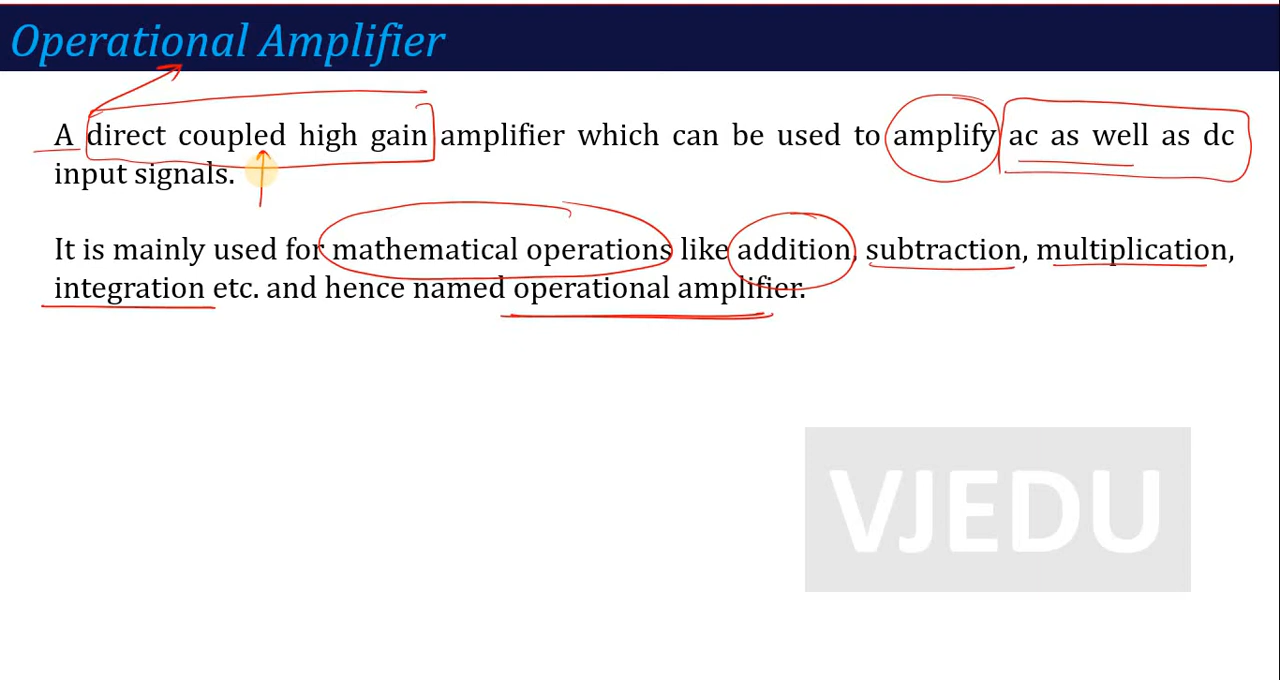 Operational Amplifier
A direct coupled high gain amplifier which can be used to amplify ac as well as dc
input signals.
It is mainly used for mathematical operations like addition, subtraction, multiplication,
integration etc. and hence named operational amplifier.
VJEDU